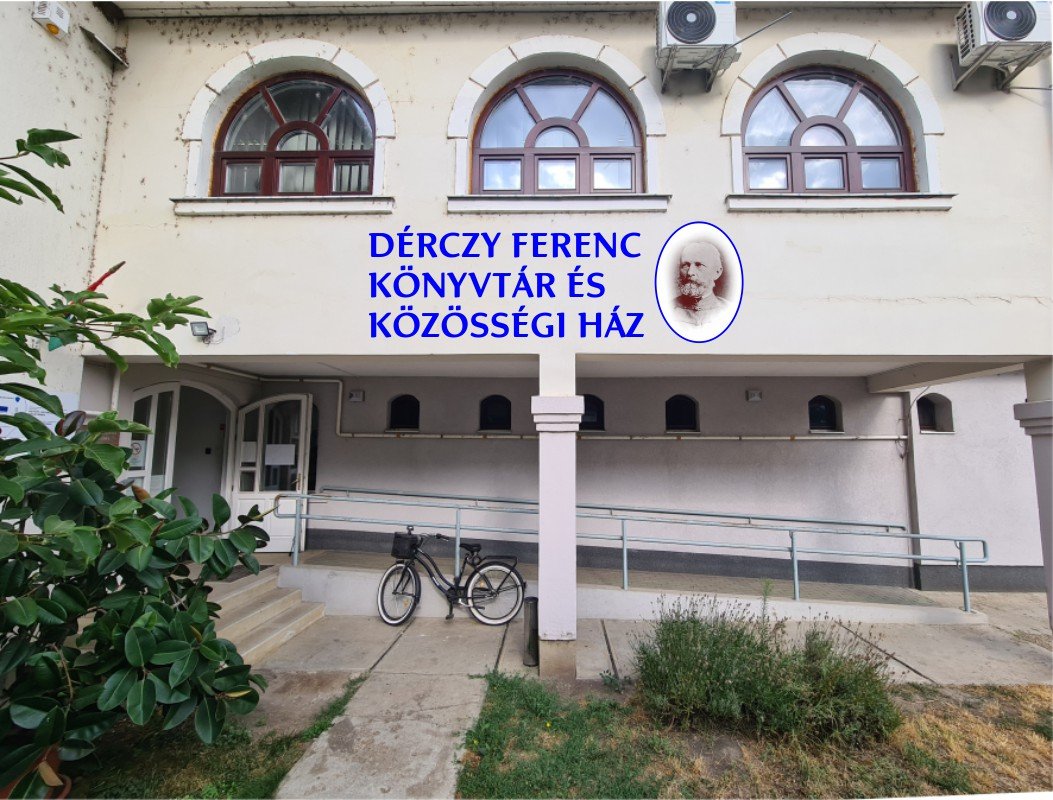 DÉRCZY FERENC
KÖNYVTÁR ÉS
KÖZÖSSÉGI HÁZ